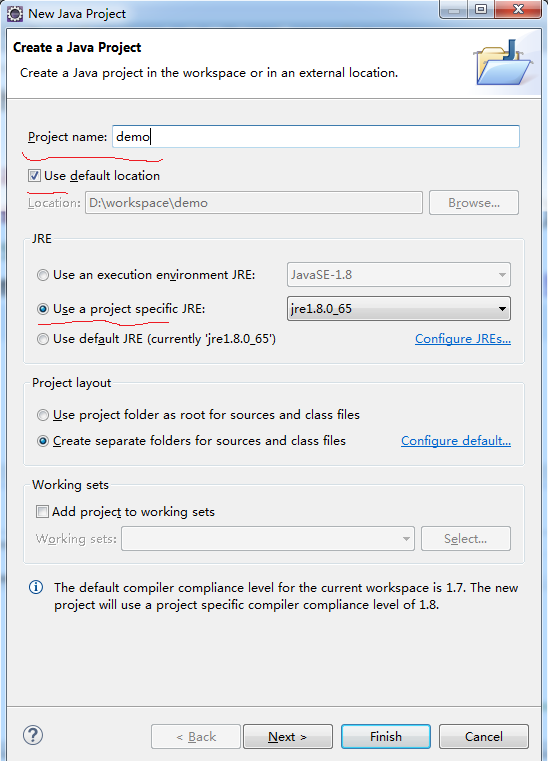 New Java Project
Create a Java Project
Create a Java project in the workspace or in an external location.
Project name: demo
Use default location
Location: D:\workspace\demo Browse...
JRE
Use an execution environment JRE: JavaSE-1.8
Use a project specific JRE: jre1.8.0_65
Use default JRE (currently 'jre1.8.0_65') Configure JREs...
Project layout
Use project folder as root for sources and class files
Create separate folders for sources and class files Configure default...
Working sets
Add project to working sets
Working sets: Select...
The default compiler compliance level for the current workspace is 1.7. The new
project will use a project specific compiler compliance level of 1.8.
? < Back Next > Finish Cancel